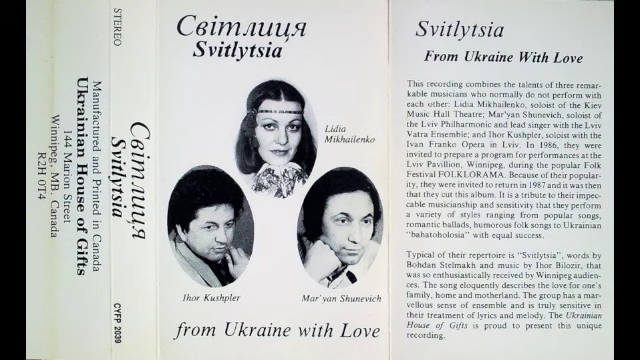 STEREO
Manufactured and Printed in Canada
Ukrainian House of Gifts
144 Marion Street
Winnipeg, MB. Canada
R2H 0T4
Світлиця
Svitlytsia
CYFP 2039
Світлиця
Svitlytsia
Lidia
Mikhailenko
Ihor Kushpler
Mar'yan Shunevich
from Ukraine with Love
Svitlytsia
From Ukraine With Love
This recording combines the talents of three remar-
kable musicians who normally do not perform with
each other: Lidia Mikhailenko, soloist of the Kiev
Music Hall Theatre; Mar'yan Shunevich, soloist of
the Lviv Philharmonic and lead singer with the Lviv
Vatra Ensemble; and Ihor Kushpler, soloist with the
Ivan Franko Opera in Lviv. In 1986, they were
invited to prepare a program for performances at the
Lviv Pavillion, Winnipeg, during the popular Folk
Festival FOLKLORAMA. Because of their popular-
ity, they were invited to return in 1987 and it was then
that they cut this album. It is a tribute to their impec-
cable musicianship and sensitivity that they perform
a variety of styles ranging from popular songs,
romantic ballads, humorous folk songs to Ukrainian
"bahatoholosia" with equal success.
Typical of their repertoire is "Svitlytsia", words by
Bohdan Stelmakh and music by Ihor Bilozir, that
was so enthusiastically received by Winnipeg audien-
ces. The song eloquently describes the love for one's
family, home and motherland. The group has a mar-
vellous sense of ensemble and is truly sensitive in
their treatment of lyrics and melody. The Ukrainian
House of Gifts is proud to present this unique
recording.